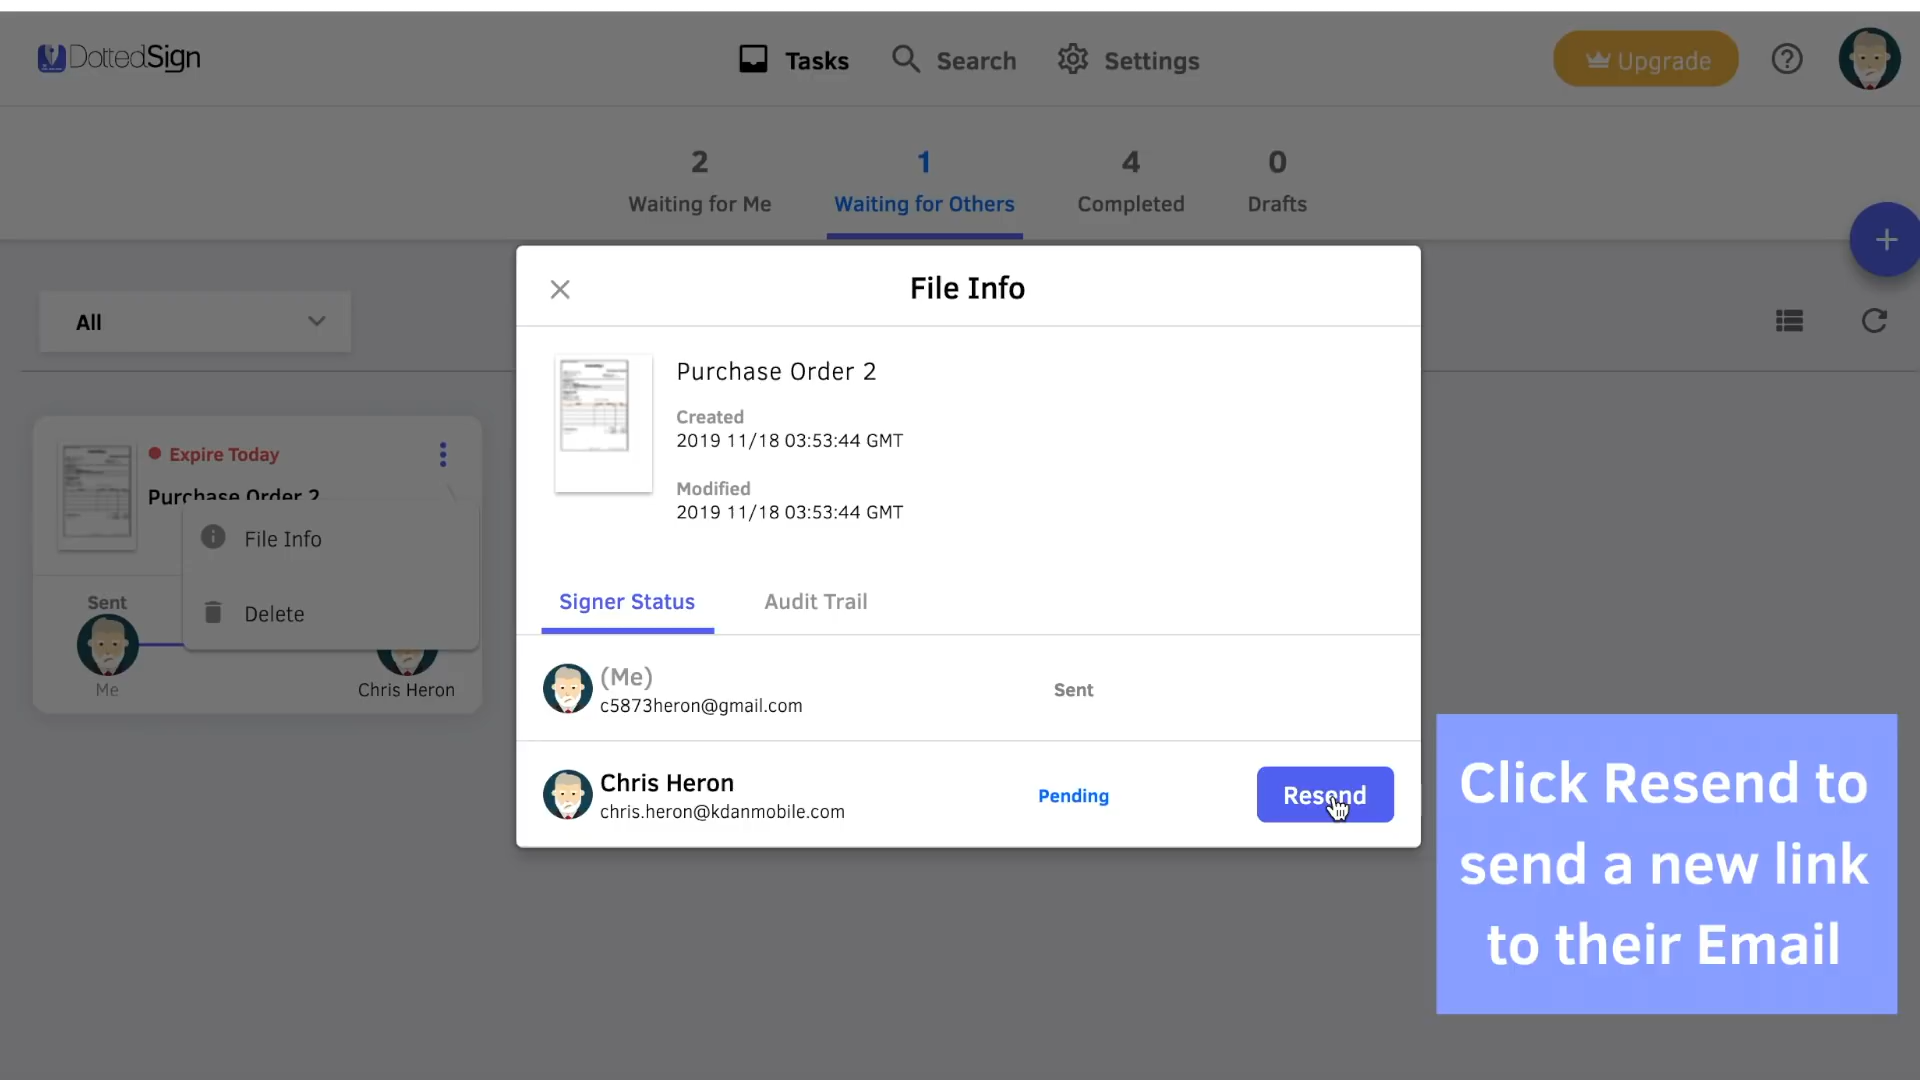 DottedSign
Tasks
Search
Settings
Upgrade
2
Waiting for Me
1
Waiting for Others
4
Completed
0
Drafts
All
Expire Today
Purchase Order 2
File Info
Delete
Sent
Me
Chris Heron
File Info
Purchase Order 2
Created
2019 11/18 03:53:44 GMT
Modified
2019 11/18 03:53:44 GMT
Signer Status
Audit Trail
(Me)
c5873heron@gmail.com
Sent
Chris Heron
chris.heron@kdanmobile.com
Pending
Resend
Click Resend to
send a new link
to their Email